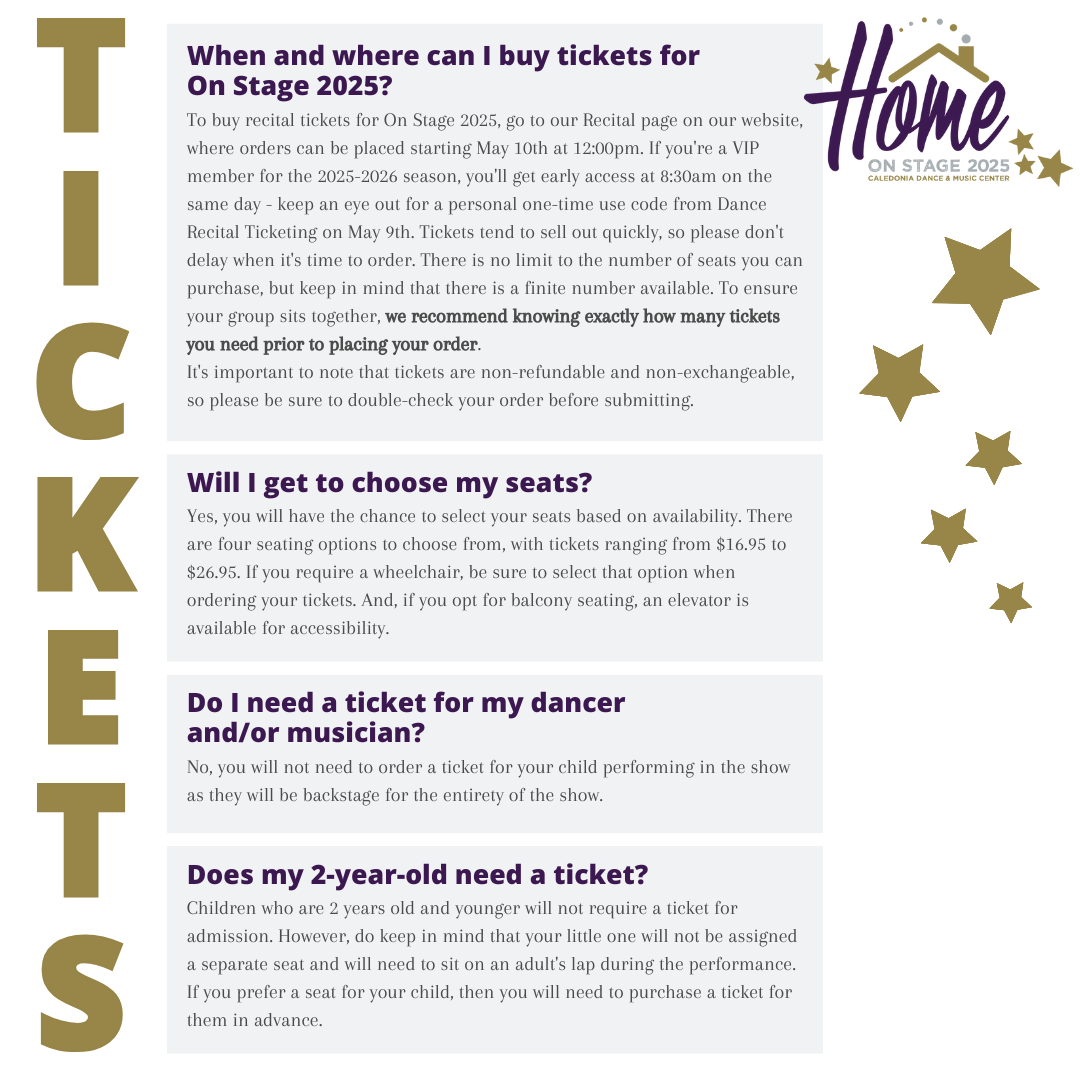 TICKETS
When and where can I buy tickets for
On Stage 2025?
To buy recital tickets for On Stage 2025, go to our Recital page on our website,
where orders can be placed starting May 10th at 12:00pm. If you're a VIP
member for the 2025-2026 season, you'll get early access at 8:30am on the
same day - keep an eye out for a personal one-time use code from Dance
Recital Ticketing on May 9th. Tickets tend to sell out quickly, so please don't
delay when it's time to order. There is no limit to the number of seats you can
purchase, but keep in mind that there is a finite number available. To ensure
your group sits together, we recommend knowing exactly how many tickets
you need prior to placing your order.
It's important to note that tickets are non-refundable and non-exchangeable,
so please be sure to double-check your order before submitting.
Will I get to choose my seats?
Yes, you will have the chance to select your seats based on availability. There
are four seating options to choose from, with tickets ranging from $16.95 to
$26.95. If you require a wheelchair, be sure to select that option when
ordering your tickets. And, if you opt for balcony seating, an elevator is
available for accessibility.
Do I need a ticket for my dancer
and/or musician?
No, you will not need to order a ticket for your child performing in the show
as they will be backstage for the entirety of the show.
Does my 2-year-old need a ticket?
Children who are 2 years old and younger will not require a ticket for
admission. However, do keep in mind that your little one will not be assigned
a separate seat and will need to sit on an adult's lap during the performance.
If you prefer a seat for your child, then you will need to purchase a ticket for
them in advance.
Home
ON STAGE 2025
CALEDONIA DANCE & MUSIC CENTER